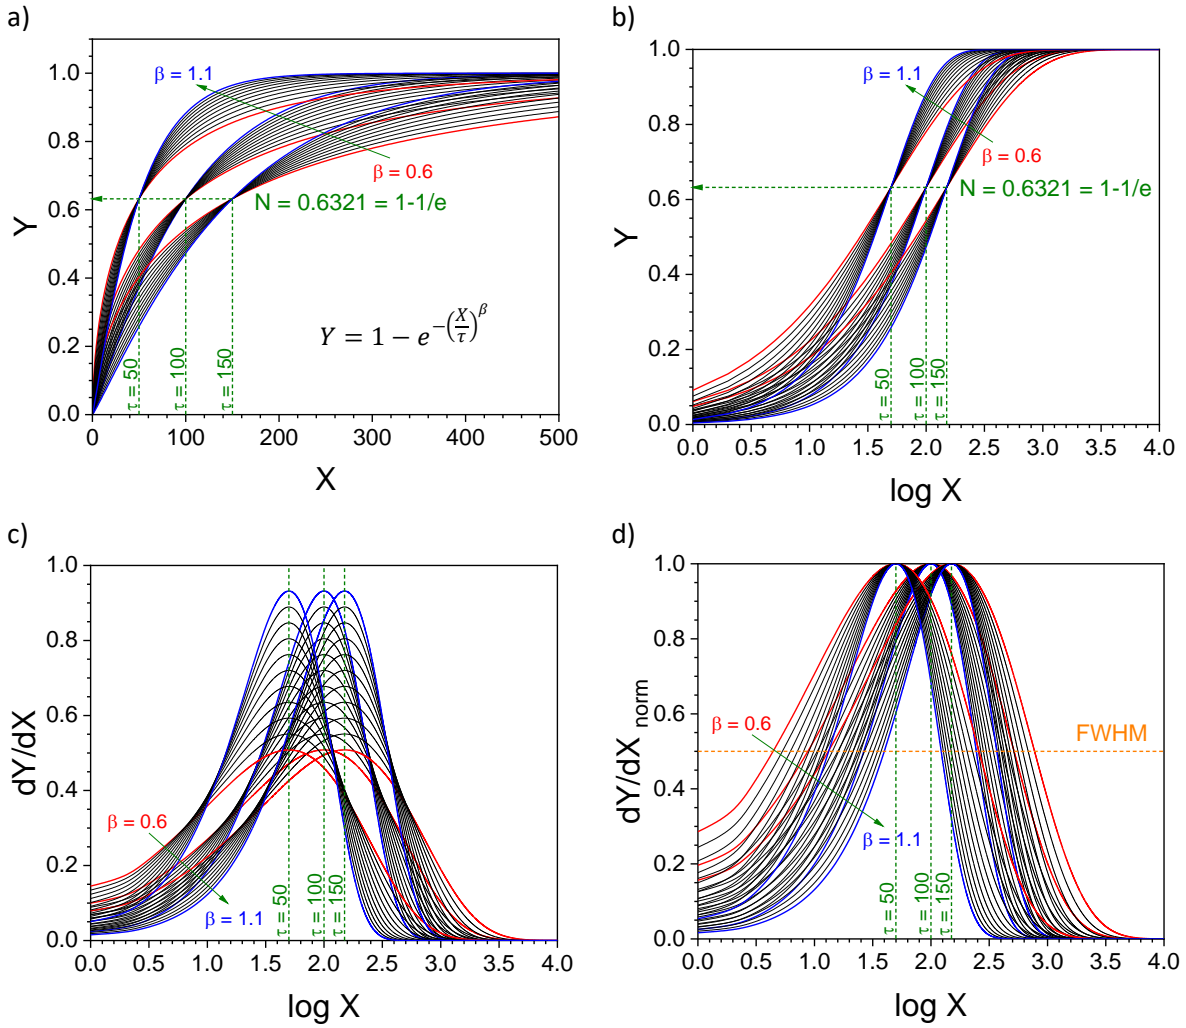 a)
1.0
0.8
0.6
0.4
0.2
0.0
Y
β = 1.1
β = 0.6
N = 0.6321 = 1-1/e
Y = 1 − e^{−(X/τ)^β}
τ = 50
τ = 100
τ = 150
0 100 200 300 400 500
X
b)
1.0
0.8
0.6
0.4
0.2
0.0
Y
β = 1.1
β = 0.6
N = 0.6321 = 1-1/e
τ = 50
τ = 100
τ = 150
0.0 0.5 1.0 1.5 2.0 2.5 3.0 3.5 4.0
log X
c)
1.0
0.8
0.6
0.4
0.2
0.0
dY/dX
β = 0.6
β = 1.1
τ = 50
τ = 100
τ = 150
0.0 0.5 1.0 1.5 2.0 2.5 3.0 3.5 4.0
log X
d)
1.0
0.8
0.6
0.4
0.2
0.0
dY/dX norm
FWHM
β = 0.6
β = 1.1
τ = 50
τ = 100
τ = 150
0.0 0.5 1.0 1.5 2.0 2.5 3.0 3.5 4.0
log X